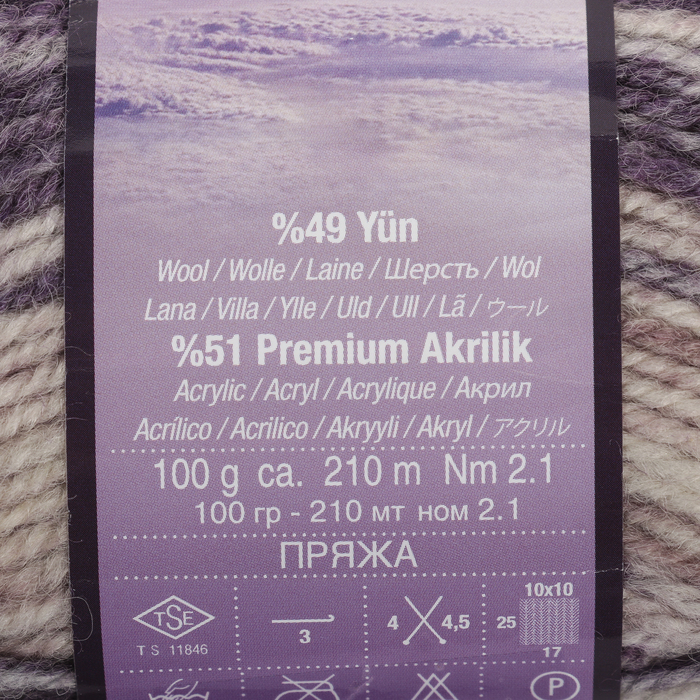 %49 Yün
Wool / Wolle / Laine / Шерсть / Wol
Lana / Villa / Ylle / Uld / Ull / Lã / ウール
%51 Premium Akrilik
Acrylic / Acryl / Acrylique / Акрил
Acrílico / Acrilico / Akryyli / Akryl / アクリル
100 g ca. 210 m Nm 2.1
100 гр - 210 мт ном 2.1
ПРЯЖА
TSE
T S 11846
3
4 4,5
10x10
25
17
P